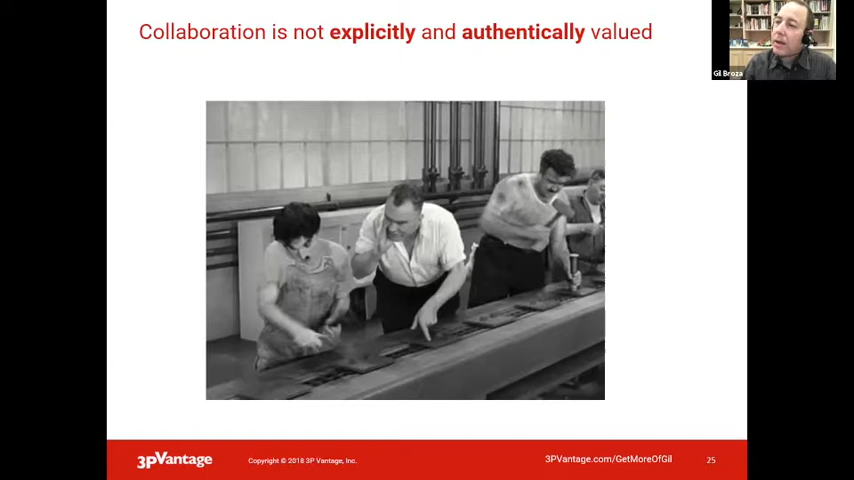 Collaboration is not explicitly and authentically valued
Gil Broza
3PVantage
Copyright © 2018 3P Vantage, Inc.
3PVantage.com/GetMoreOfGil
25